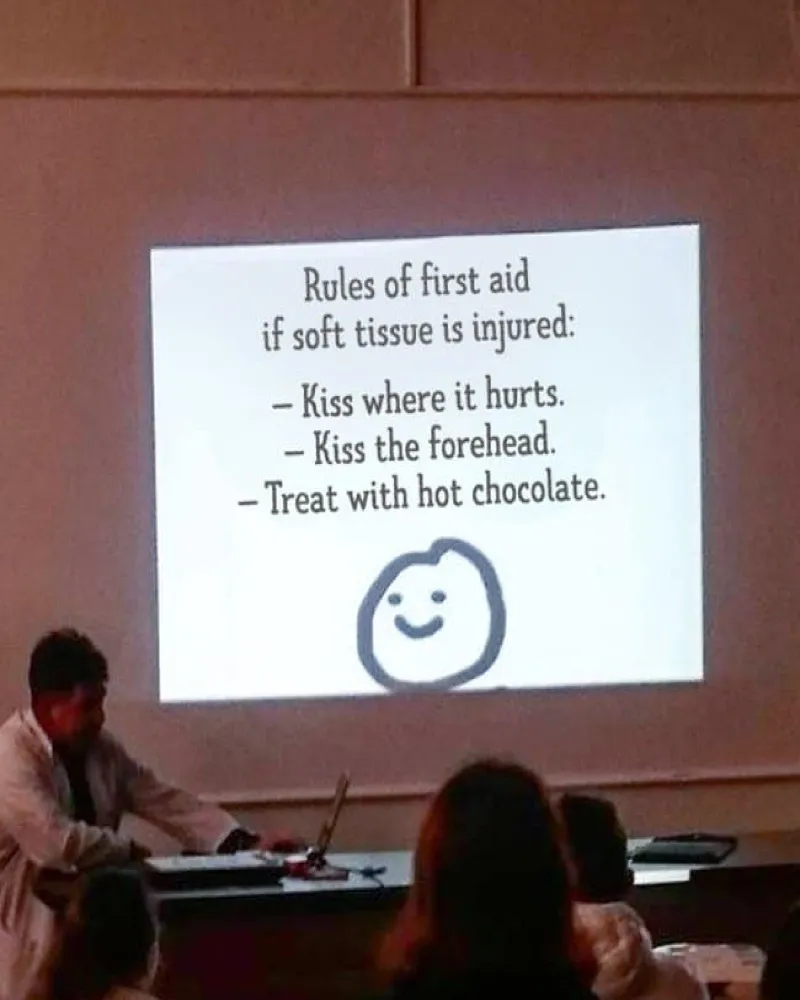 Rules of first aid
if soft tissue is injured:
– Kiss where it hurts.
– Kiss the forehead.
– Treat with hot chocolate.